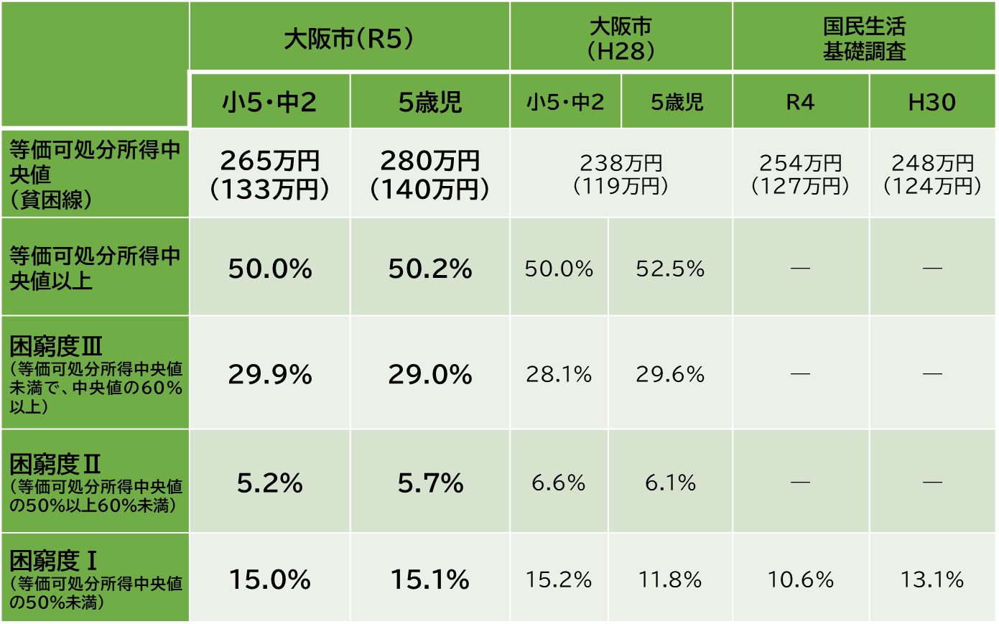 大阪市（R5）
大阪市
（H28）
国民生活
基礎調査
小5・中2
5歳児
小5・中2
5歳児
R4
H30
等価可処分所得中
央値
（貧困線）
265万円
（133万円）
280万円
（140万円）
238万円
（119万円）
254万円
（127万円）
248万円
（124万円）
等価可処分所得中
央値以上
50.0%
50.2%
50.0%
52.5%
―
―
困窮度Ⅲ
（等価可処分所得中央値
未満で、中央値の60%
以上）
29.9%
29.0%
28.1%
29.6%
―
―
困窮度Ⅱ
（等価可処分所得中央値
の50%以上60%未満）
5.2%
5.7%
6.6%
6.1%
―
―
困窮度Ⅰ
（等価可処分所得中央値
の50%未満）
15.0%
15.1%
15.2%
11.8%
10.6%
13.1%